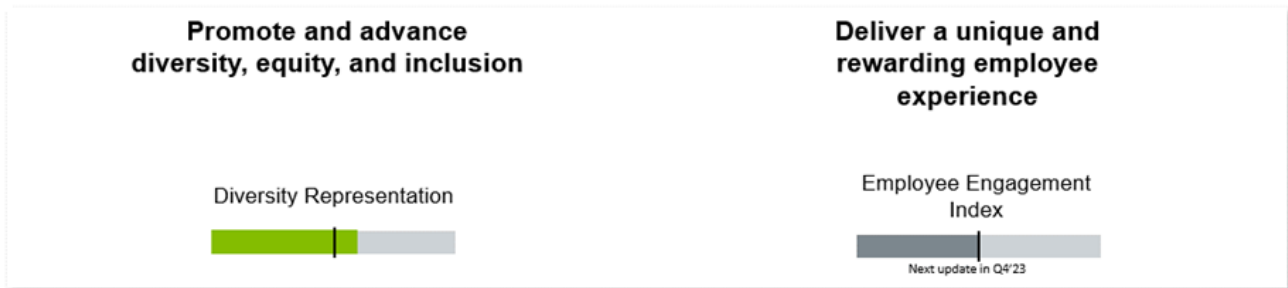 Promote and advance
diversity, equity, and inclusion
Diversity Representation
Deliver a unique and
rewarding employee
experience
Employee Engagement
Index
Next update in Q4'23